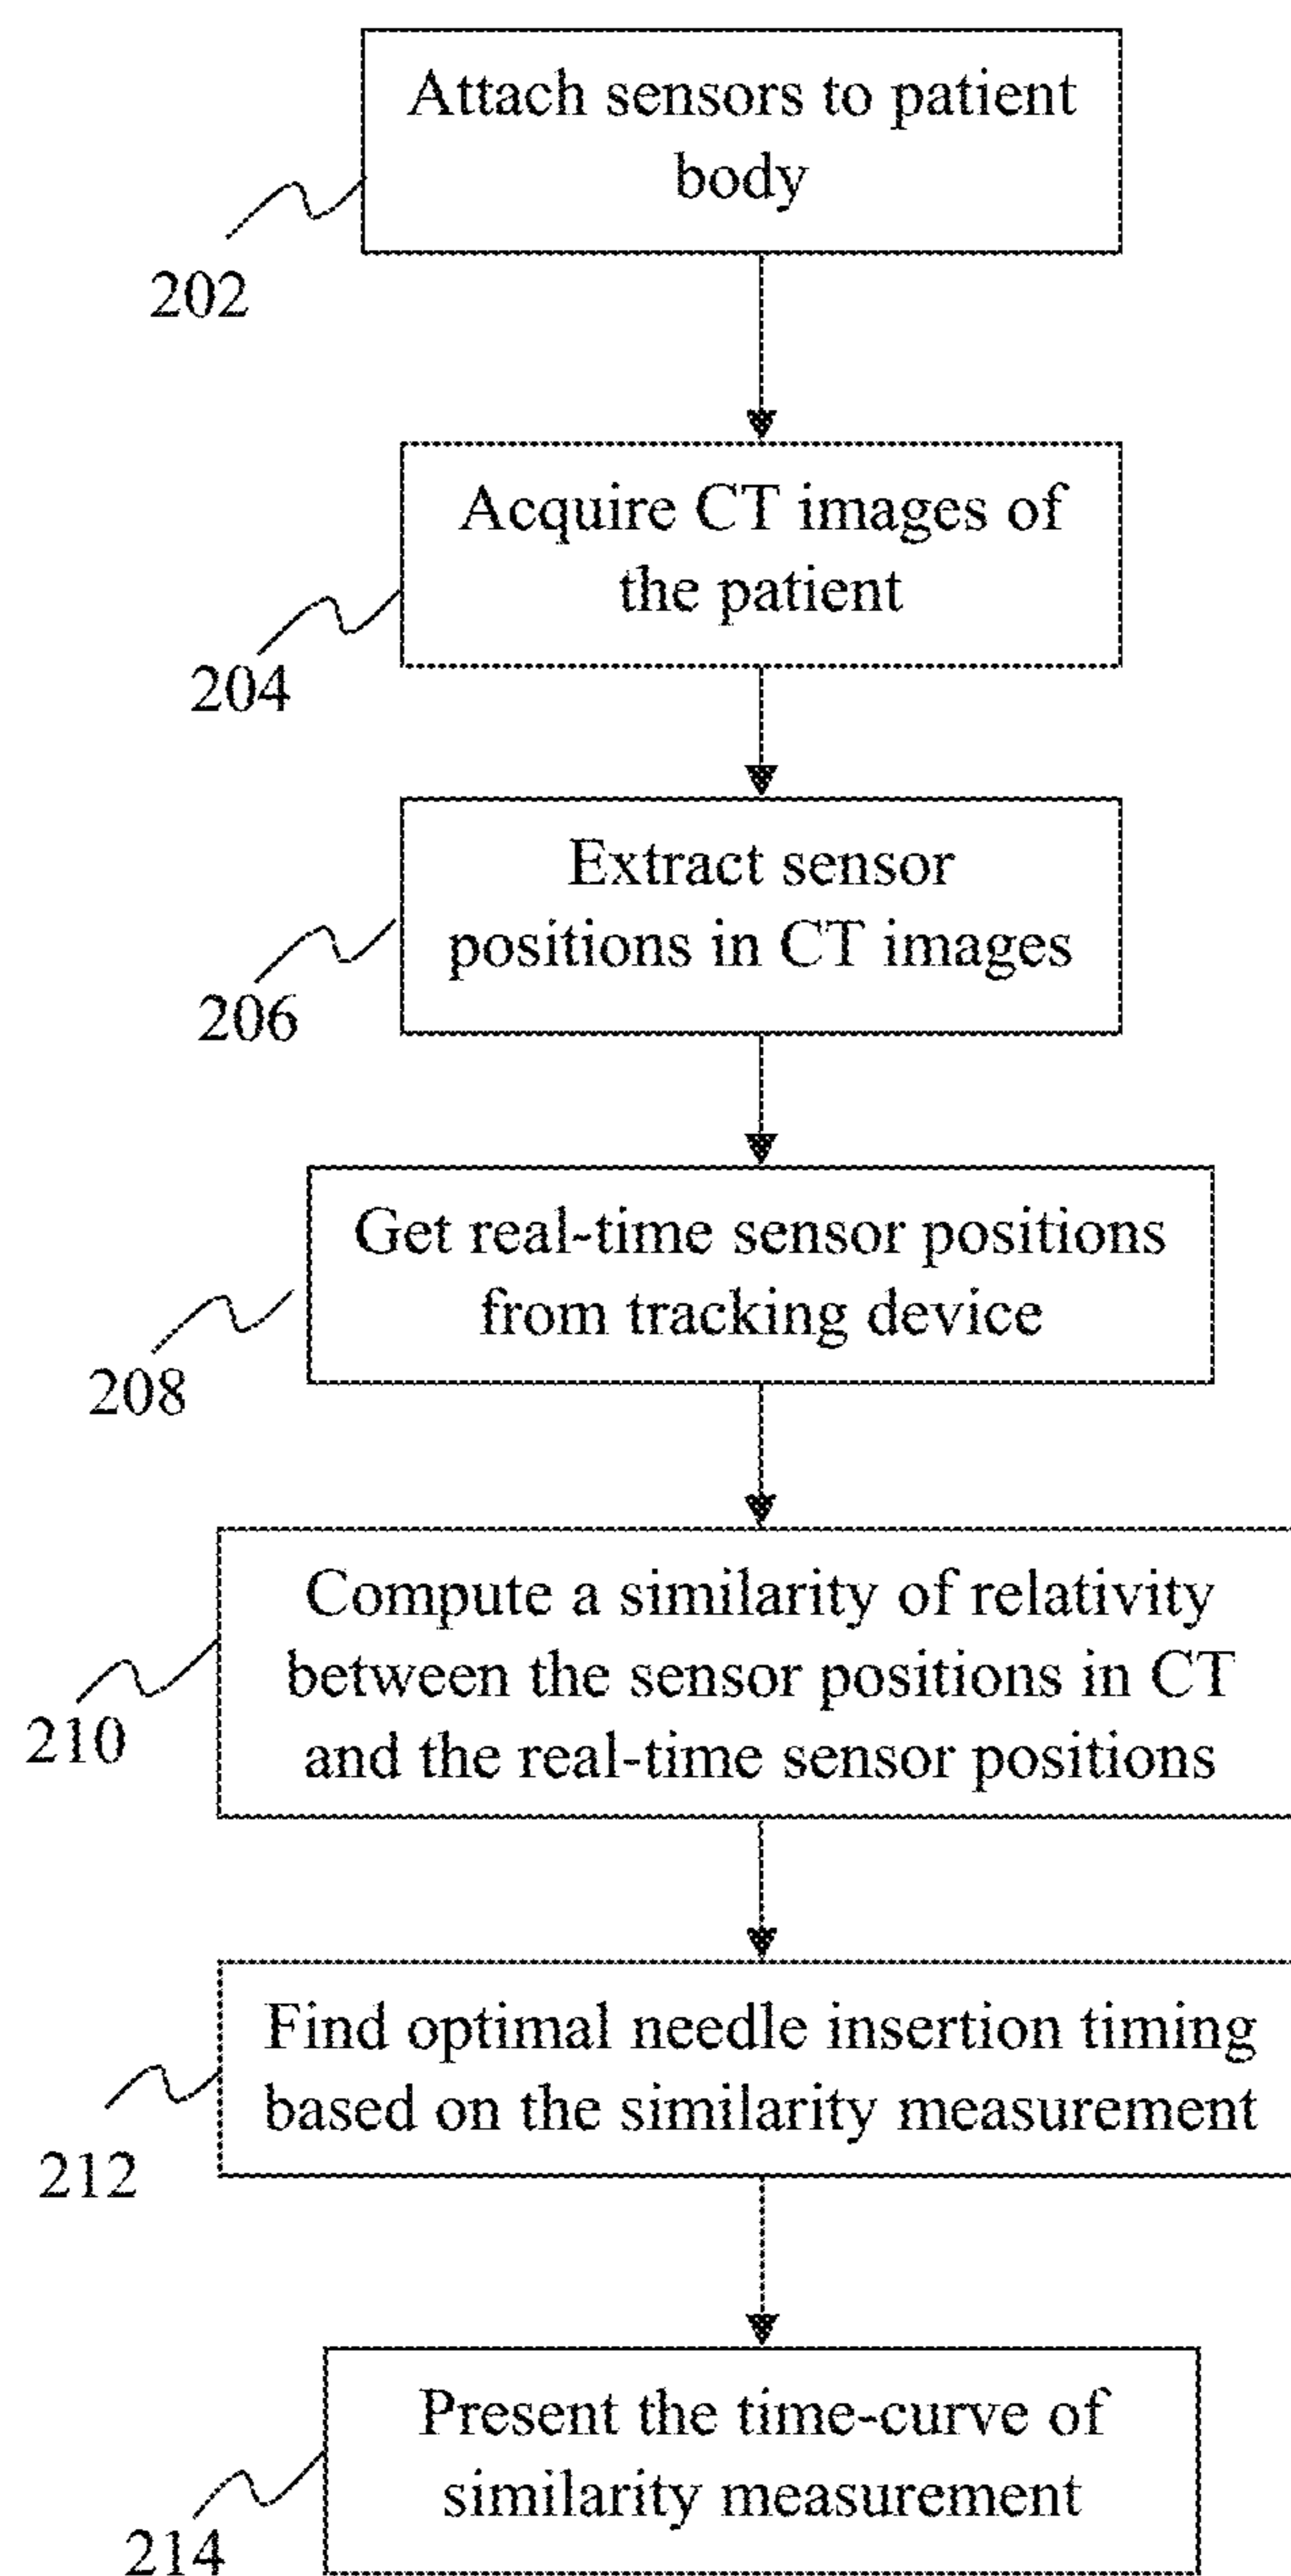 Attach sensors to patient
body
202
Acquire CT images of
the patient
204
Extract sensor
positions in CT images
206
Get real-time sensor positions
from tracking device
208
Compute a similarity of relativity
between the sensor positions in CT
and the real-time sensor positions
210
Find optimal needle insertion timing
based on the similarity measurement
212
Present the time-curve of
similarity measurement
214